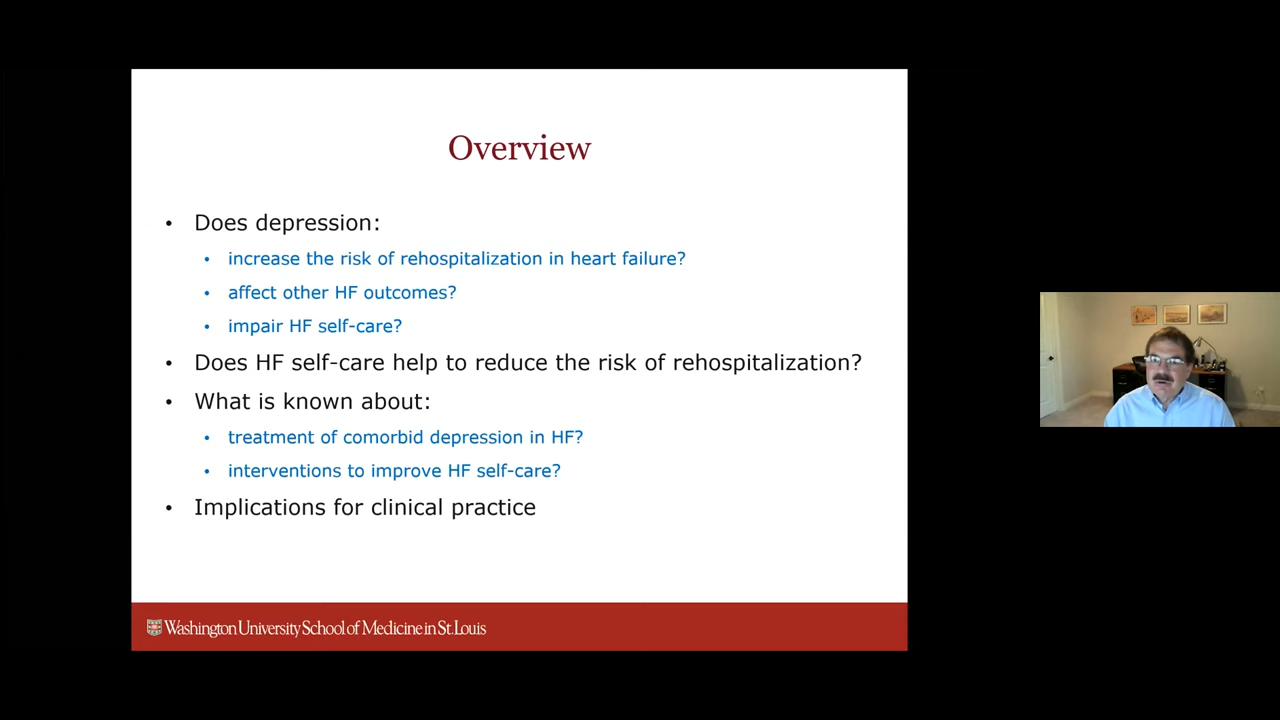 Overview
• Does depression:
• increase the risk of rehospitalization in heart failure?
• affect other HF outcomes?
• impair HF self-care?
• Does HF self-care help to reduce the risk of rehospitalization?
• What is known about:
• treatment of comorbid depression in HF?
• interventions to improve HF self-care?
• Implications for clinical practice
Washington University School of Medicine in St. Louis